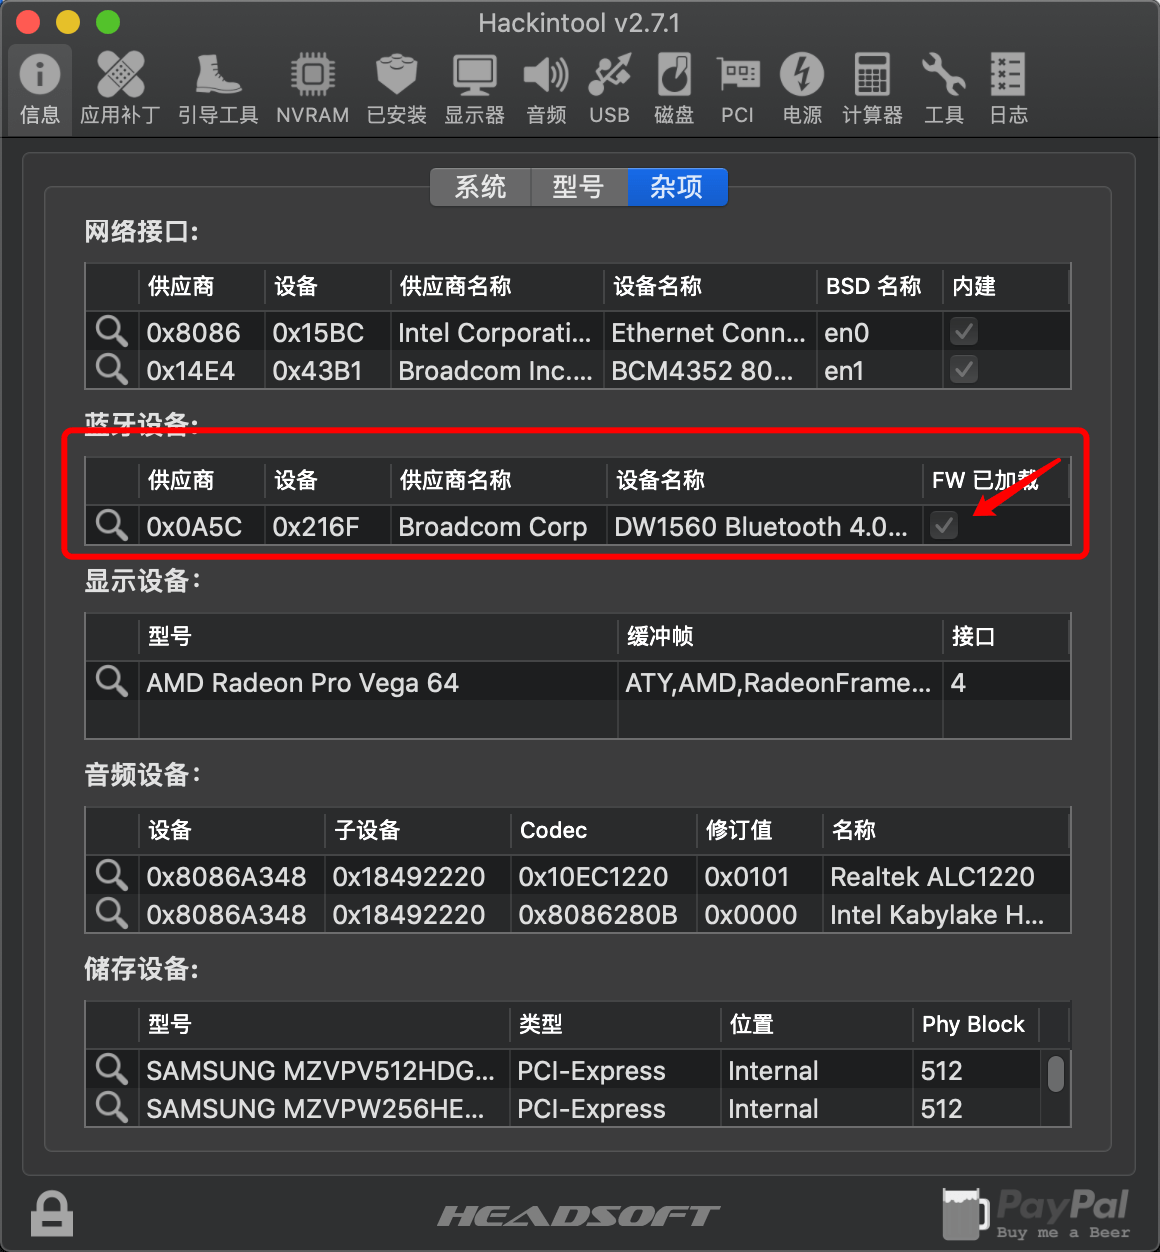 Hackintool v2.7.1
信息 应用补丁 引导工具 NVRAM 已安装 显示器 音频 USB 磁盘 PCI 电源 计算器 工具 日志
系统 型号 杂项
网络接口:
供应商 设备 供应商名称 设备名称 BSD 名称 内建
0x8086 0x15BC Intel Corporati... Ethernet Conn... en0
0x14E4 0x43B1 Broadcom Inc.... BCM4352 80... en1
蓝牙设备:
供应商 设备 供应商名称 设备名称 FW 已加载
0x0A5C 0x216F Broadcom Corp DW1560 Bluetooth 4.0...
显示设备:
型号 缓冲帧 接口
AMD Radeon Pro Vega 64 ATY,AMD,RadeonFrame... 4
音频设备:
设备 子设备 Codec 修订值 名称
0x8086A348 0x18492220 0x10EC1220 0x0101 Realtek ALC1220
0x8086A348 0x18492220 0x8086280B 0x0000 Intel Kabylake H...
储存设备:
型号 类型 位置 Phy Block
SAMSUNG MZVPV512HDG... PCI-Express Internal 512
SAMSUNG MZVPW256HE... PCI-Express Internal 512
HEADSOFT
PayPal
Buy me a Beer